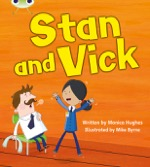 Stan
and Vick
Written by Monica Hughes
Illustrated by Mike Byrne